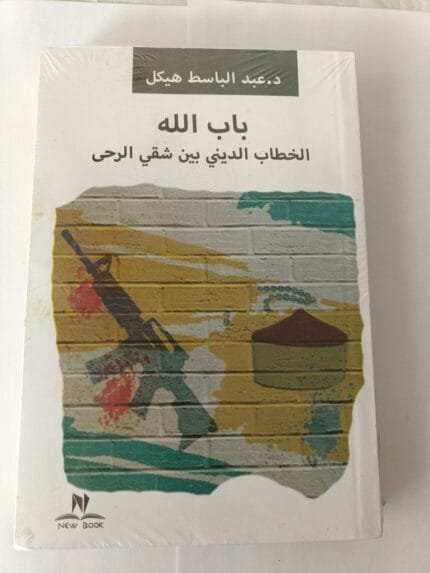 د.عبد الباسط هيكل
باب الله
الخطاب الديني بين شقي الرحى
NEW BOOK